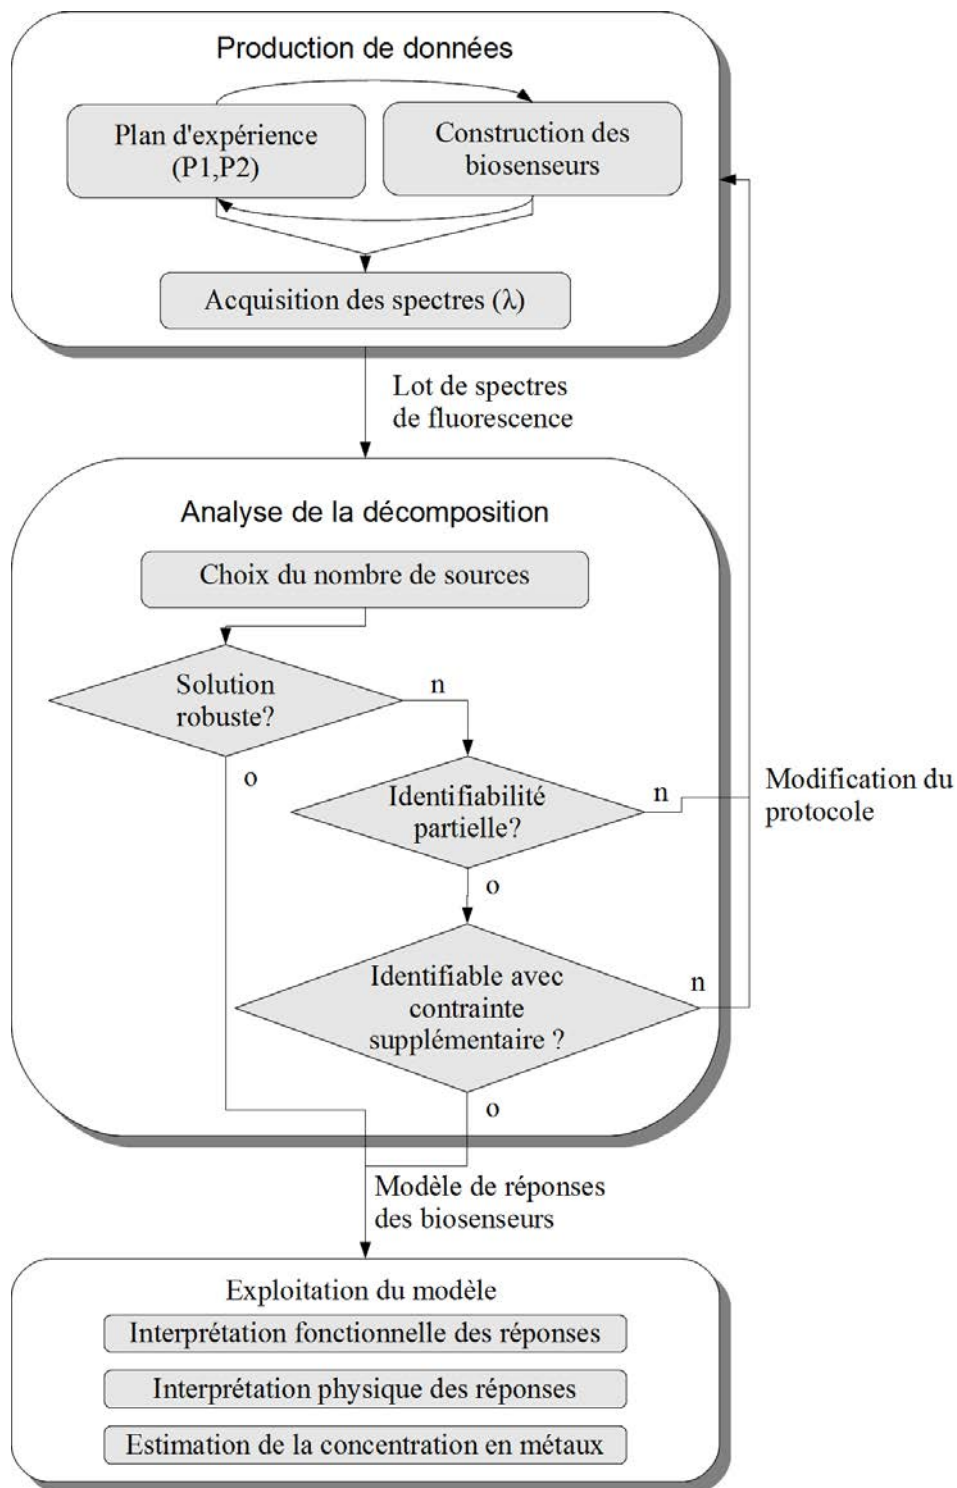 Production de données
Plan d'expérience
(P1,P2)
Construction des
biosenseurs
Acquisition des spectres (λ)
Lot de spectres
de fluorescence
Analyse de la décomposition
Choix du nombre de sources
Solution
robuste?
n
o
Identifiabilité
partielle?
n
o
Modification du
protocole
Identifiable avec
contrainte
supplémentaire ?
n
o
Modèle de réponses
des biosenseurs
Exploitation du modèle
Interprétation fonctionnelle des réponses
Interprétation physique des réponses
Estimation de la concentration en métaux